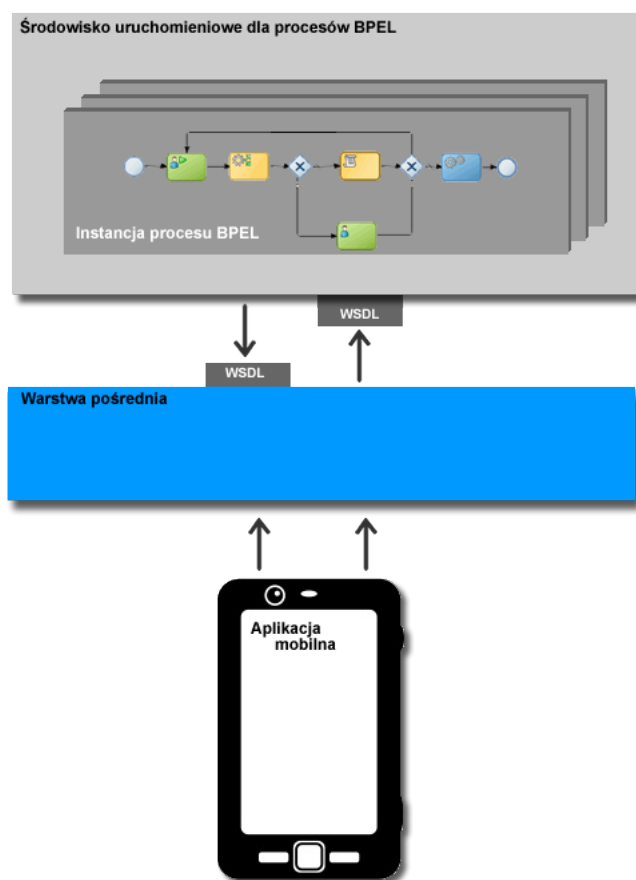 Środowisko uruchomieniowe dla procesów BPEL
Instancja procesu BPEL
WSDL
WSDL
Warstwa pośrednia
Aplikacja
mobilna